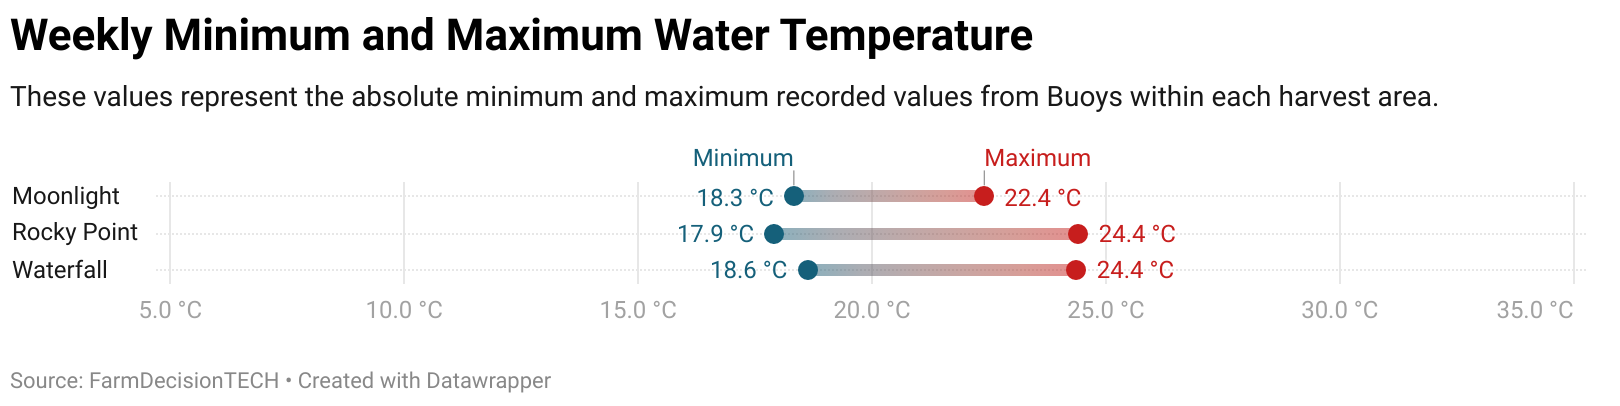 Weekly Minimum and Maximum Water Temperature
These values represent the absolute minimum and maximum recorded values from Buoys within each harvest area.
Minimum Maximum
Moonlight 18.3 °C 22.4 °C
Rocky Point 17.9 °C 24.4 °C
Waterfall 18.6 °C 24.4 °C
5.0 °C 10.0 °C 15.0 °C 20.0 °C 25.0 °C 30.0 °C 35.0 °C
Source: FarmDecisionTECH • Created with Datawrapper